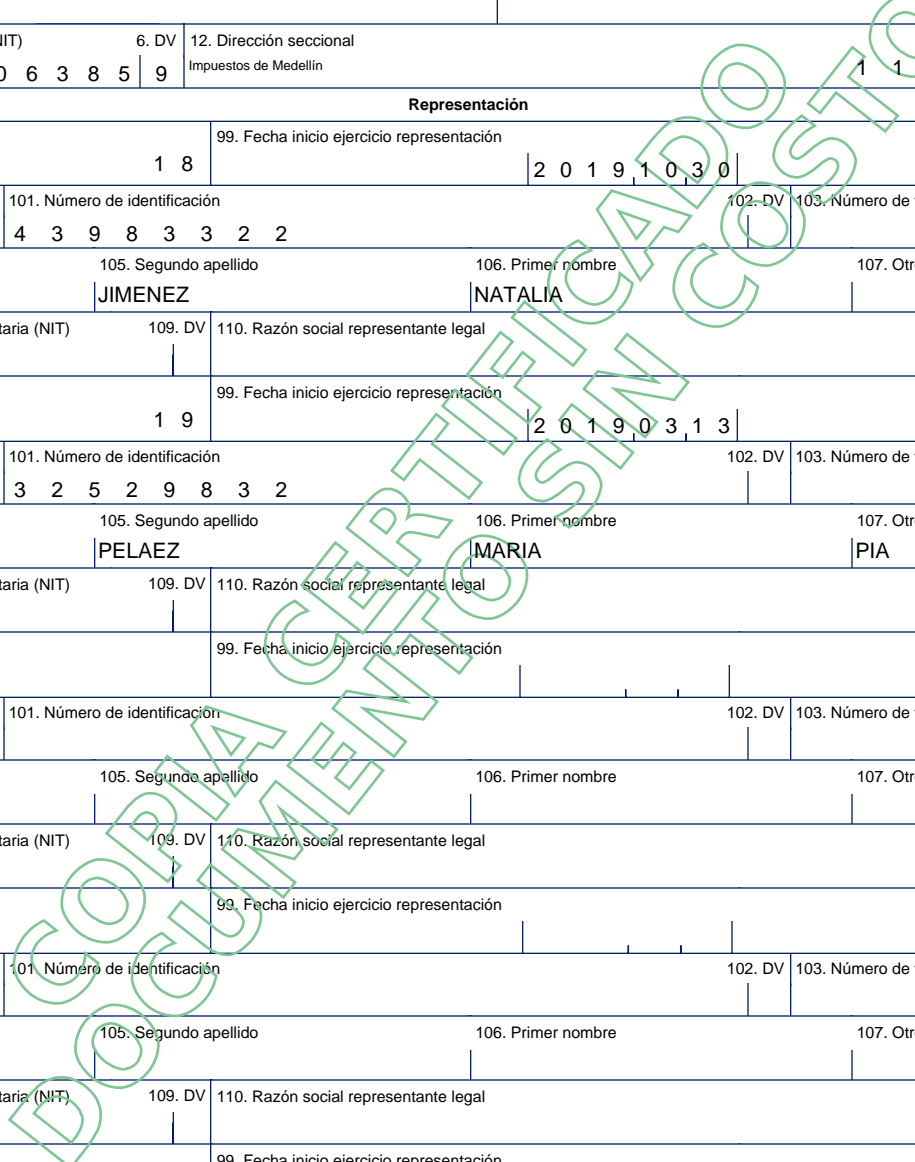 NIT) 6. DV 12. Dirección seccional
0 6 3 8 5 9 Impuestos de Medellín 1 1
Representación
99. Fecha inicio ejercicio representación
1 8 2 0 1 9 1 0 3 0
101. Número de identificación 102. DV 103. Número de
4 3 9 8 3 3 2 2
105. Segundo apellido 106. Primer nombre 107. Otr
JIMENEZ NATALIA
taria (NIT) 109. DV 110. Razón social representante legal
99. Fecha inicio ejercicio representación
1 9 2 0 1 9 0 3 1 3
101. Número de identificación 102. DV 103. Número de
3 2 5 2 9 8 3 2
105. Segundo apellido 106. Primer nombre 107. Otr
PELAEZ MARIA PIA
taria (NIT) 109. DV 110. Razón social representante legal
99. Fecha inicio ejercicio representación
101. Número de identificación 102. DV 103. Número de
105. Segundo apellido 106. Primer nombre 107. Otr
taria (NIT) 109. DV 110. Razón social representante legal
99. Fecha inicio ejercicio representación
101. Número de identificación 102. DV 103. Número de
105. Segundo apellido 106. Primer nombre 107. Otr
taria (NIT) 109. DV 110. Razón social representante legal
99. Fecha inicio ejercicio representación
COPIA CERTIFICADO
DOCUMENTO SIN COSTO